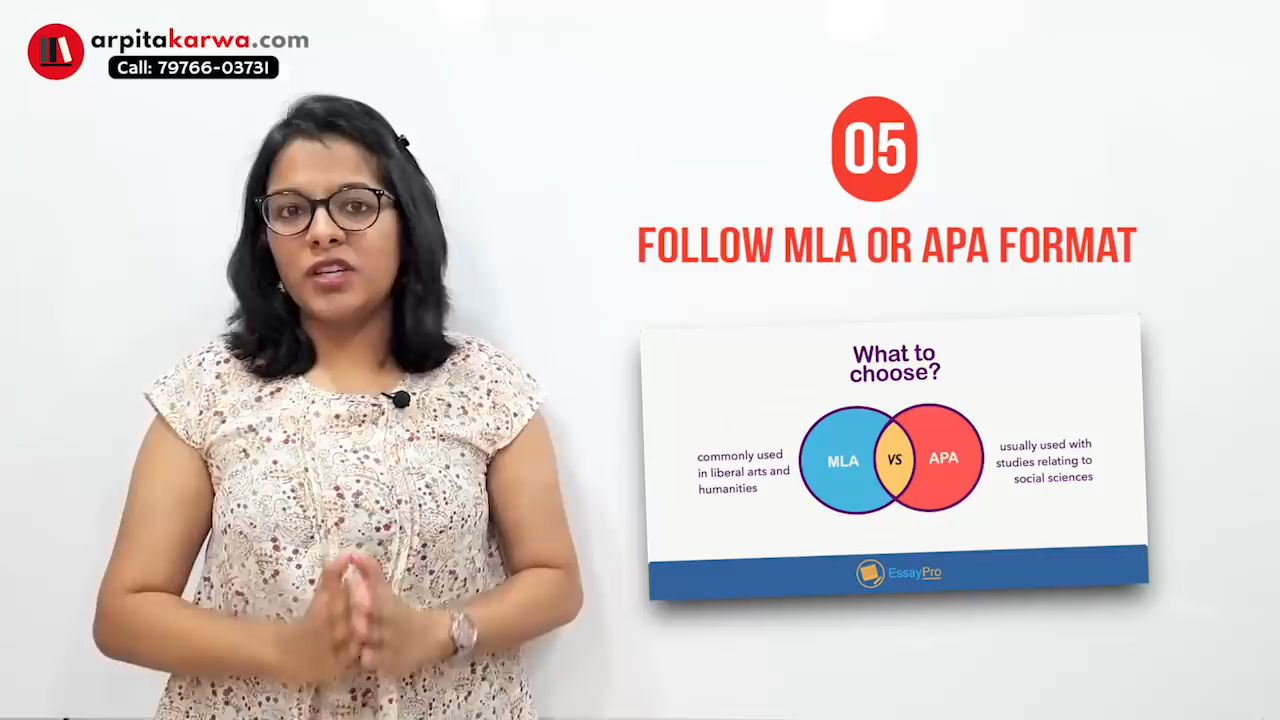 arpitakarwa.com
Call: 79766-03731
05
FOLLOW MLA OR APA FORMAT
What to
choose?
commonly used
in liberal arts and
humanities
MLA
VS
APA
usually used with
studies relating to
social sciences
EssayPro